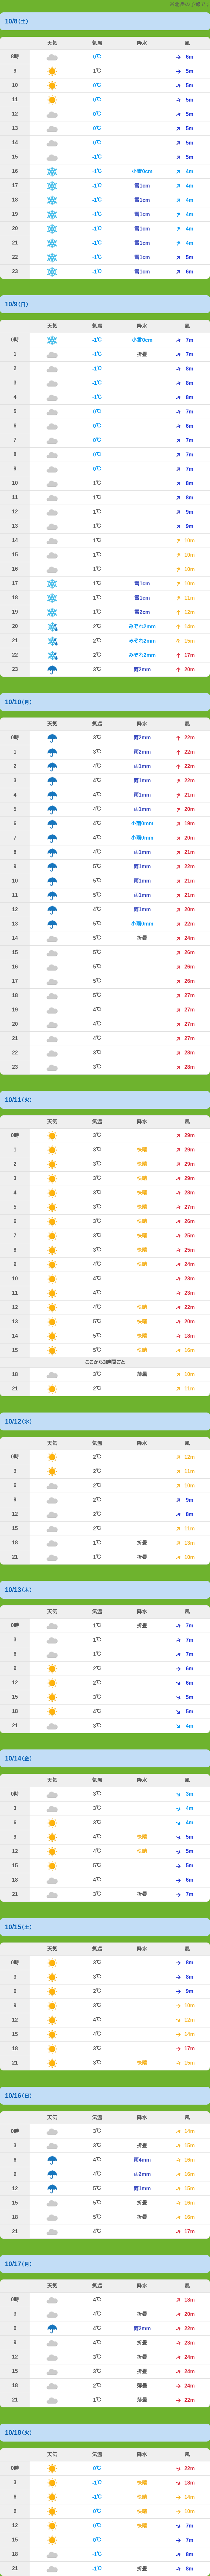 10/8(土)
天気 気温 降水 風
8時 0℃ 6m
9 1℃ 5m
10 0℃ 5m
11 0℃ 5m
12 0℃ 5m
13 0℃ 5m
14 0℃ 5m
15 -1℃ 5m
16 -1℃ 小雪0cm 4m
17 -1℃ 雪1cm 4m
18 -1℃ 雪1cm 4m
19 -1℃ 雪1cm 4m
20 -1℃ 雪1cm 4m
21 -1℃ 雪1cm 4m
22 -1℃ 雪1cm 5m
23 -1℃ 雪1cm 6m
10/9(日)
天気 気温 降水 風
0時 -1℃ 小雪0cm 7m
1 -1℃ 折曇 7m
2 -1℃ 8m
3 -1℃ 8m
4 -1℃ 8m
5 0℃ 7m
6 0℃ 6m
7 0℃ 7m
8 0℃ 7m
9 0℃ 7m
10 1℃ 8m
11 1℃ 8m
12 1℃ 9m
13 1℃ 9m
14 1℃ 10m
15 1℃ 10m
16 1℃ 10m
17 1℃ 雪1cm 10m
18 1℃ 雪1cm 11m
19 2℃ 雪2cm 12m
20 2℃ みぞれ2mm 14m
21 2℃ みぞれ2mm 15m
22 2℃ みぞれ2mm 17m
23 3℃ 雨2mm 20m
10/10(月)
天気 気温 降水 風
0時 3℃ 雨2mm 22m
1 3℃ 雨2mm 22m
2 4℃ 雨1mm 22m
3 4℃ 雨1mm 22m
4 4℃ 雨1mm 21m
5 4℃ 雨1mm 20m
6 4℃ 小雨0mm 19m
7 4℃ 小雨0mm 20m
8 4℃ 雨1mm 21m
9 5℃ 雨1mm 22m
10 5℃ 雨1mm 21m
11 5℃ 雨1mm 21m
12 4℃ 雨1mm 20m
13 5℃ 小雨0mm 22m
14 5℃ 折曇 24m
15 5℃ 26m
16 5℃ 26m
17 5℃ 26m
18 5℃ 27m
19 4℃ 27m
20 4℃ 27m
21 4℃ 27m
22 3℃ 28m
23 3℃ 28m
10/11(火)
天気 気温 降水 風
0時 3℃ 29m
1 3℃ 快晴 29m
2 3℃ 快晴 29m
3 3℃ 快晴 29m
4 3℃ 快晴 28m
5 3℃ 快晴 27m
6 3℃ 快晴 26m
7 3℃ 快晴 25m
8 3℃ 快晴 25m
9 4℃ 快晴 24m
10 4℃ 23m
11 4℃ 23m
12 4℃ 快晴 22m
13 5℃ 快晴 20m
14 5℃ 快晴 18m
15 5℃ 快晴 16m
ここから3時間ごと
18 3℃ 薄曇 10m
21 2℃ 11m
10/12(水)
天気 気温 降水 風
0時 2℃ 12m
3 2℃ 11m
6 2℃ 10m
9 2℃ 9m
12 2℃ 8m
15 2℃ 11m
18 1℃ 折曇 13m
21 1℃ 折曇 10m
10/13(木)
天気 気温 降水 風
0時 1℃ 折曇 7m
3 1℃ 7m
6 1℃ 7m
9 2℃ 6m
12 2℃ 6m
15 3℃ 5m
18 4℃ 5m
21 3℃ 4m
10/14(金)
天気 気温 降水 風
0時 3℃ 3m
3 3℃ 4m
6 3℃ 4m
9 4℃ 快晴 5m
12 4℃ 快晴 5m
15 5℃ 5m
18 4℃ 6m
21 3℃ 折曇 7m
10/15(土)
天気 気温 降水 風
0時 3℃ 8m
3 3℃ 8m
6 2℃ 9m
9 3℃ 10m
12 4℃ 12m
15 4℃ 14m
18 3℃ 17m
21 3℃ 快晴 15m
10/16(日)
天気 気温 降水 風
0時 3℃ 14m
3 3℃ 折曇 15m
6 4℃ 雨4mm 16m
9 4℃ 雨2mm 16m
12 5℃ 雨1mm 15m
15 5℃ 折曇 16m
18 5℃ 折曇 16m
21 4℃ 17m
10/17(月)
天気 気温 降水 風
0時 4℃ 18m
3 4℃ 折曇 20m
6 4℃ 雨2mm 22m
9 4℃ 折曇 23m
12 3℃ 折曇 24m
15 3℃ 折曇 24m
18 2℃ 薄曇 24m
21 1℃ 薄曇 22m
10/18(火)
天気 気温 降水 風
0時 0℃ 22m
3 -1℃ 快晴 18m
6 -1℃ 快晴 14m
9 0℃ 快晴 10m
12 0℃ 快晴 7m
15 0℃ 7m
18 -1℃ 8m
21 -1℃ 折曇 8m